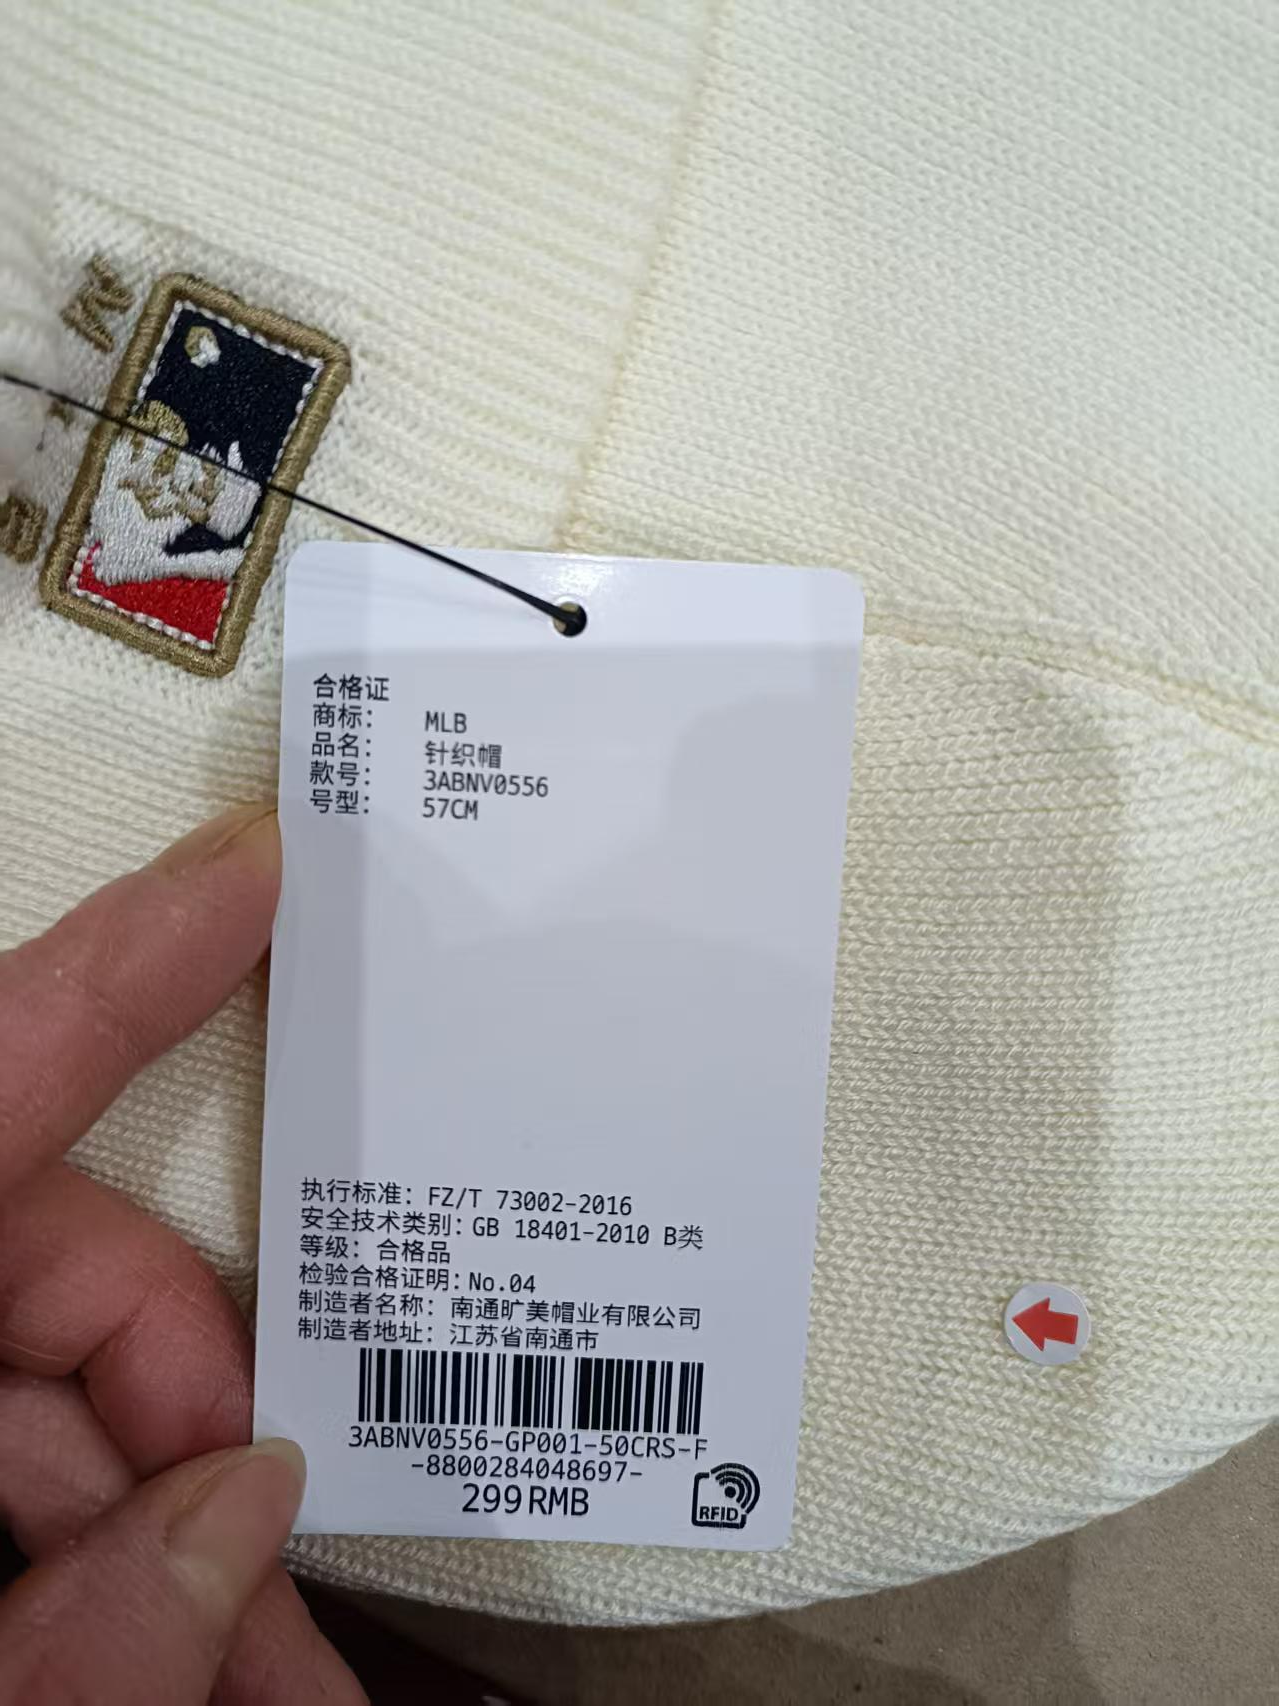 合格证
商标： MLB
品名： 针织帽
款号： 3ABNV0556
号型： 57CM
执行标准：FZ/T 73002-2016
安全技术类别：GB 18401-2010 B类
等级：合格品
检验合格证明：No.04
制造者名称：南通旷美帽业有限公司
制造者地址：江苏省南通市
3ABNV0556-GP001-50CRS-F
-8800284048697-
299RMB
RFID